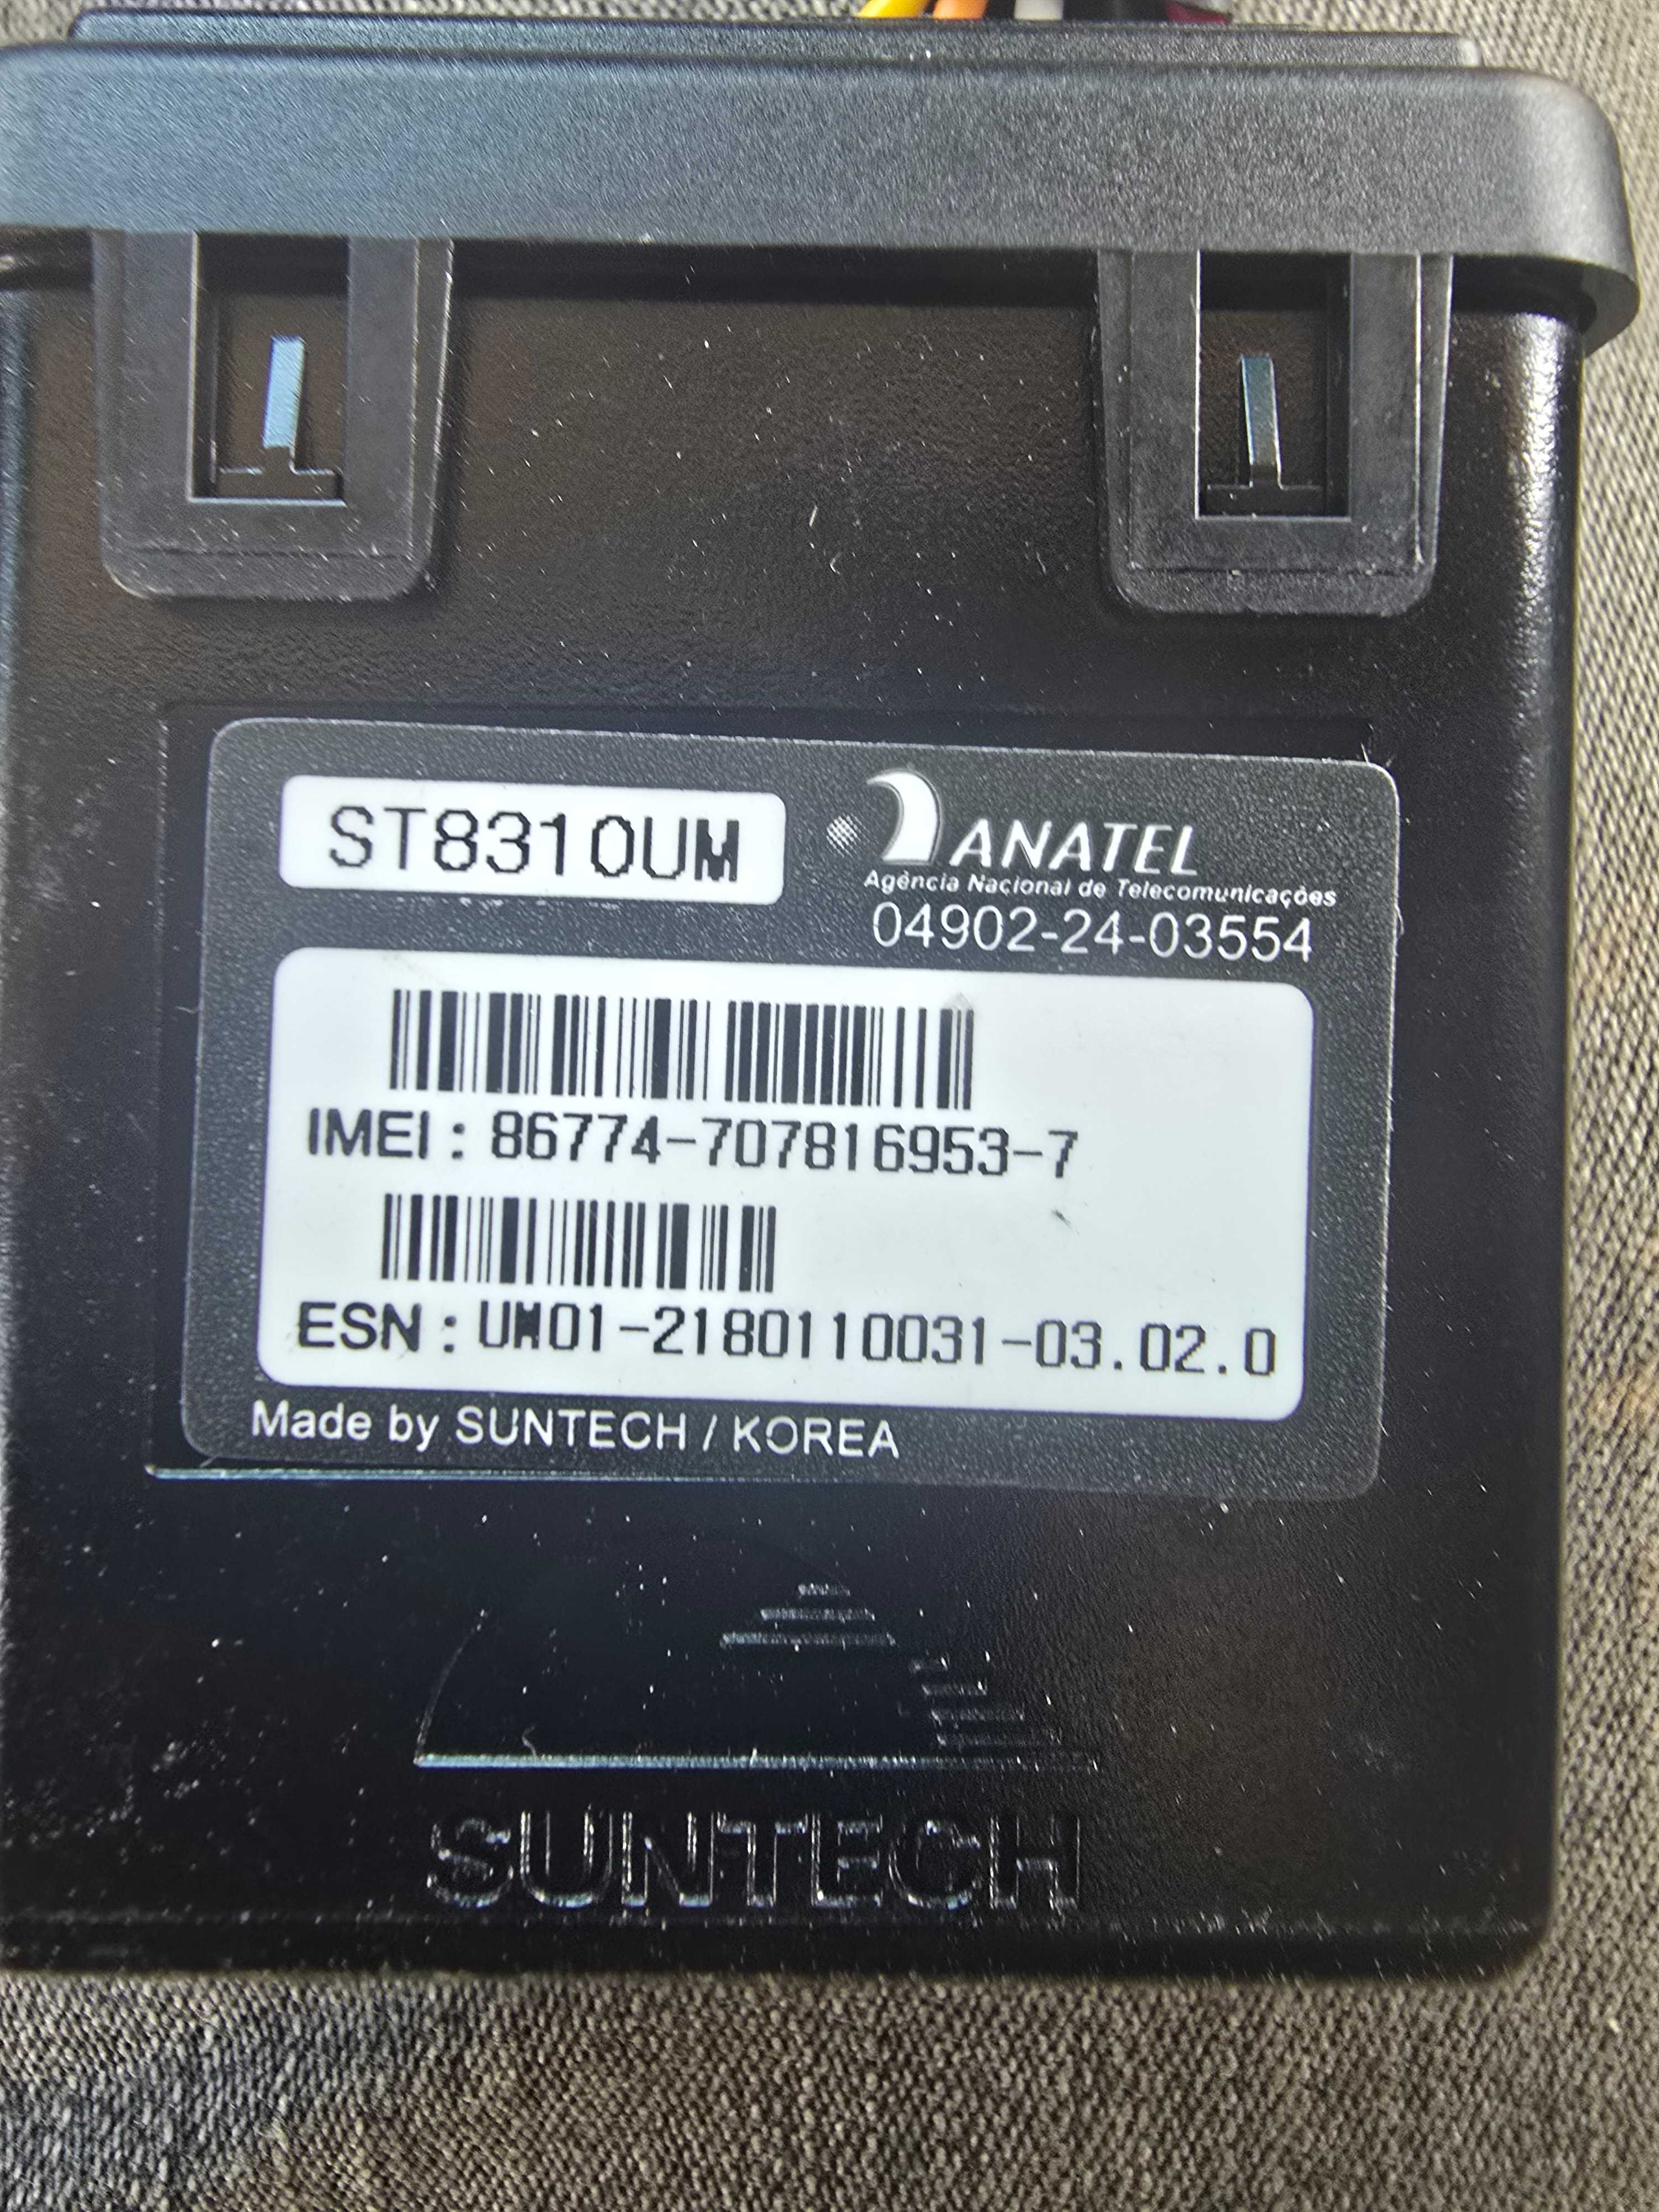 ST8310UM
ANATEL
Agência Nacional de Telecomunicações
04902-24-03554
IMEI : 86774-707816953-7
ESN : UM01-2180110031-03.02.0
Made by SUNTECH / KOREA
SUNTECH